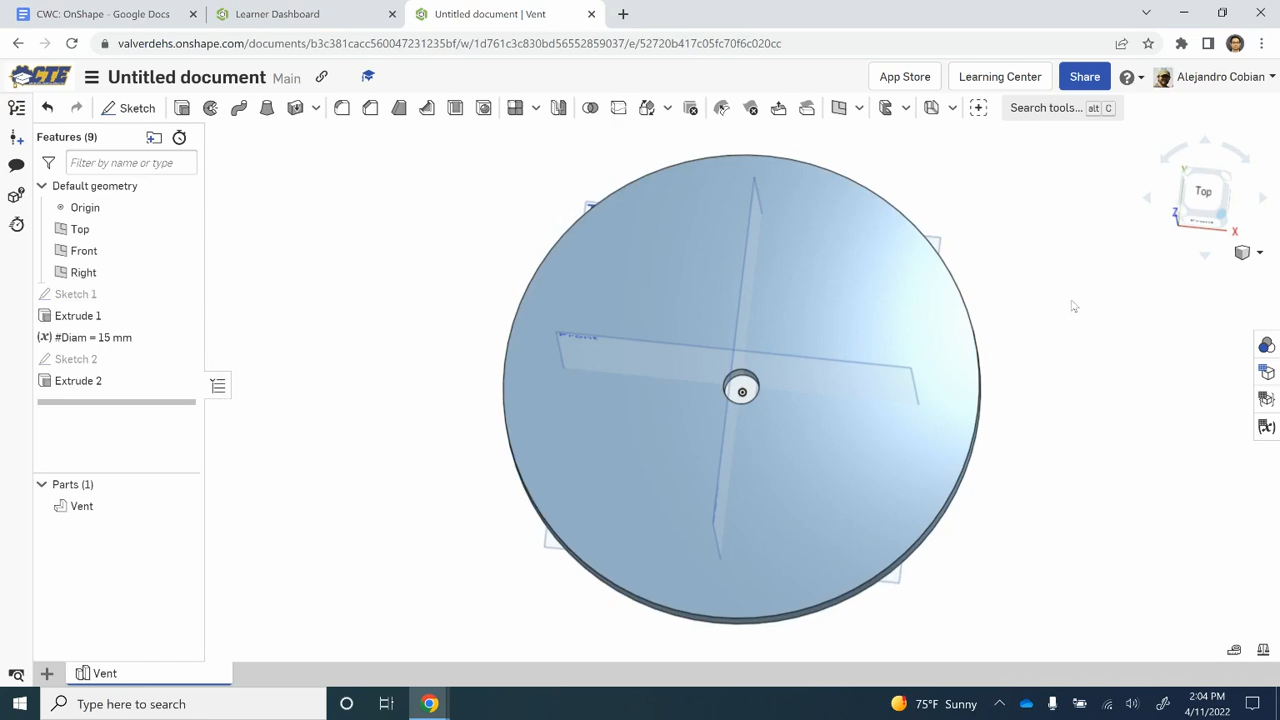 CWC: OnShape - Google Docs
Learner Dashboard
Untitled document | Vent
valverdehs.onshape.com/documents/b3c381cacc560047231235bf/w/1d761c3c830bd56552859037/e/52720b417c05fc70f6c020cc
CTE
Untitled document Main
App Store
Learning Center
Share
Alejandro Cobian
Sketch
Search tools... alt C
Features (9)
Filter by name or type
Default geometry
Origin
Top
Front
Right
Sketch 1
Extrude 1
(x) #Diam = 15 mm
Sketch 2
Extrude 2
Parts (1)
Vent
Front
Top
Front
Y
Z
X
Vent
Type here to search
75°F Sunny
2:04 PM
4/11/2022